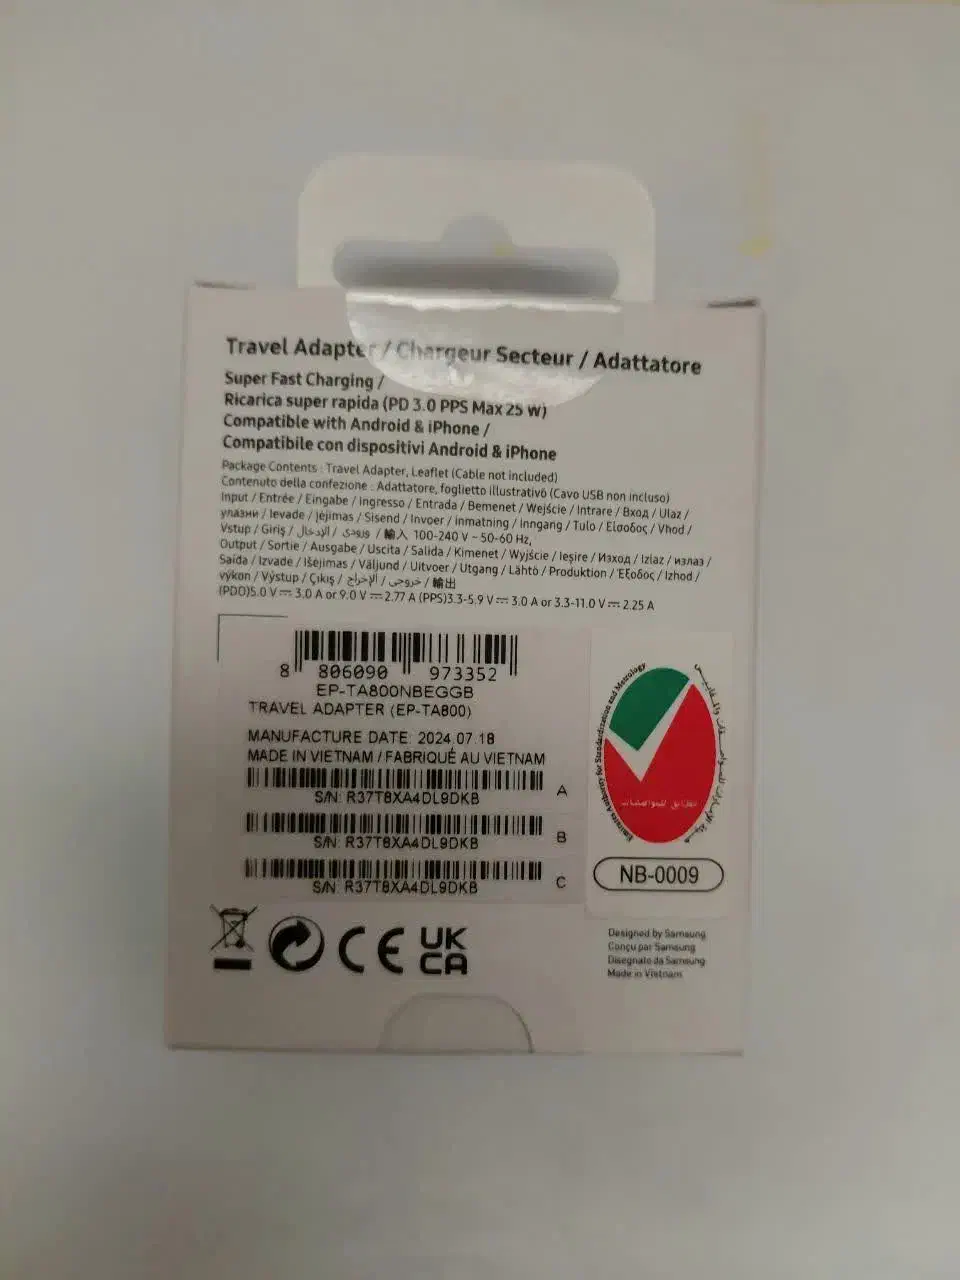 Travel Adapter / Chargeur Secteur / Adattatore
Super Fast Charging /
Ricarica super rapida (PD 3.0 PPS Max 25 W)
Compatible with Android & iPhone /
Compatibile con dispositivi Android & iPhone
Package Contents : Travel Adapter, Leaflet (Cable not included)
Contenuto della confezione : Adattatore, foglietto illustrativo (Cavo USB non incluso)
Input / Entrée / Eingabe / Ingresso / Entrada / Bemenet / Wejście / Intrare / Вход / Ulaz /
улазни / Ievade / Įėjimas / Sisend / Invoer / Inmatning / Inngang / Tulo / Είσοδος / Vhod /
Vstup / Giriş / الإدخال / ورودی / 輸入 100-240 V ~ 50-60 Hz,
Output / Sortie / Ausgabe / Uscita / Salida / Kimenet / Wyjście / Ieşire / Изход / Izlaz / излаз /
Saída / Izvade / Išėjimas / Väljund / Uitvoer / Utgang / Lähtö / Produktion / Έξοδος / Izhod /
výkon / Výstup / Çıkış / الإخراج / خروجی / 輸出
(PDO)5.0 V ⎓ 3.0 A or 9.0 V ⎓ 2.77 A (PPS)3.3-5.9 V ⎓ 3.0 A or 3.3-11.0 V ⎓ 2.25 A
8 806090 973352
EP-TA800NBEGGB
TRAVEL ADAPTER (EP-TA800)
MANUFACTURE DATE: 2024.07.18
MADE IN VIETNAM / FABRIQUÉ AU VIETNAM
S/N: R37T8XA4DL9DKB A
S/N: R37T8XA4DL9DKB B
S/N: R37T8XA4DL9DKB C
Emirates Authority for Standardization and Metrology
NB-0009
CE
UK
CA
Designed by Samsung
Conçu par Samsung
Disegnato da Samsung
Made in Vietnam